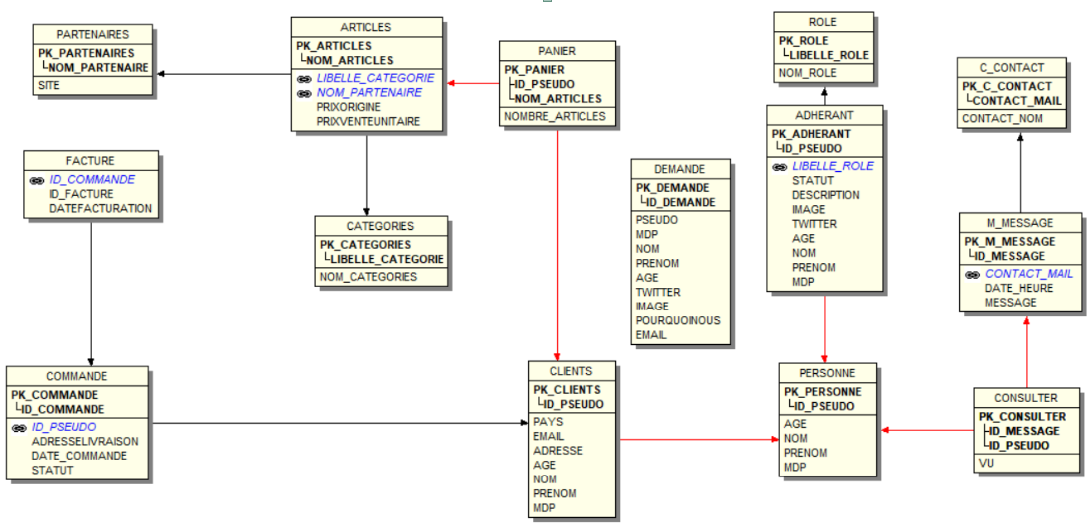 PARTENAIRES
PK_PARTENAIRES
NOM_PARTENAIRE
SITE
ARTICLES
PK_ARTICLES
NOM_ARTICLES
LIBELLE_CATEGORIE
NOM_PARTENAIRE
PRIXORIGINE
PRIXVENTEUNITAIRE
PANIER
PK_PANIER
ID_PSEUDO
NOM_ARTICLES
NOMBRE_ARTICLES
ROLE
PK_ROLE
LIBELLE_ROLE
NOM_ROLE
C_CONTACT
PK_C_CONTACT
CONTACT_MAIL
CONTACT_NOM
FACTURE
ID_COMMANDE
ID_FACTURE
DATEFACTURATION
CATEGORIES
PK_CATEGORIES
LIBELLE_CATEGORIE
NOM_CATEGORIES
DEMANDE
PK_DEMANDE
ID_DEMANDE
PSEUDO
MDP
NOM
PRENOM
AGE
TWITTER
IMAGE
POURQUOINOUS
EMAIL
ADHERANT
PK_ADHERANT
ID_PSEUDO
LIBELLE_ROLE
STATUT
DESCRIPTION
IMAGE
TWITTER
AGE
NOM
PRENOM
MDP
M_MESSAGE
PK_M_MESSAGE
ID_MESSAGE
CONTACT_MAIL
DATE_HEURE
MESSAGE
COMMANDE
PK_COMMANDE
ID_COMMANDE
ID_PSEUDO
ADRESSELIVRAISON
DATE_COMMANDE
STATUT
CLIENTS
PK_CLIENTS
ID_PSEUDO
PAYS
EMAIL
ADRESSE
AGE
NOM
PRENOM
MDP
PERSONNE
PK_PERSONNE
ID_PSEUDO
AGE
NOM
PRENOM
MDP
CONSULTER
PK_CONSULTER
ID_MESSAGE
ID_PSEUDO
VU